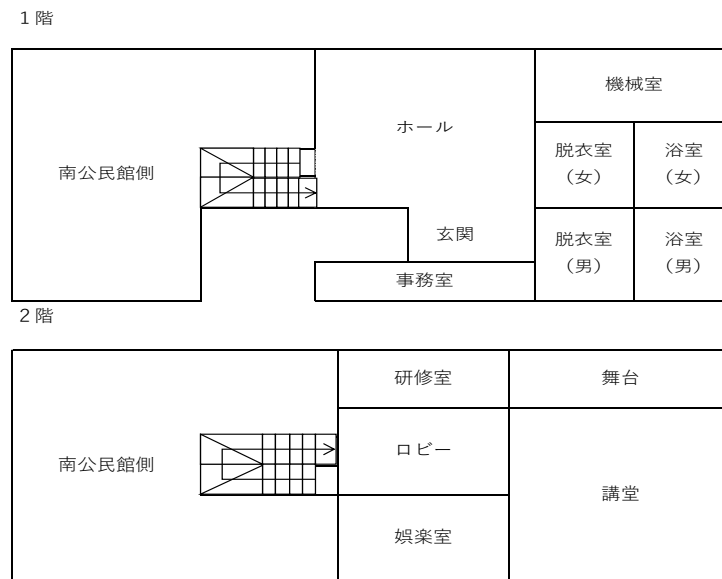 1階
機械室
ホール
脱衣室
(女)
浴室
(女)
南公民館側
玄関
脱衣室
(男)
浴室
(男)
事務室
2階
研修室
舞台
ロビー
南公民館側
講堂
娯楽室